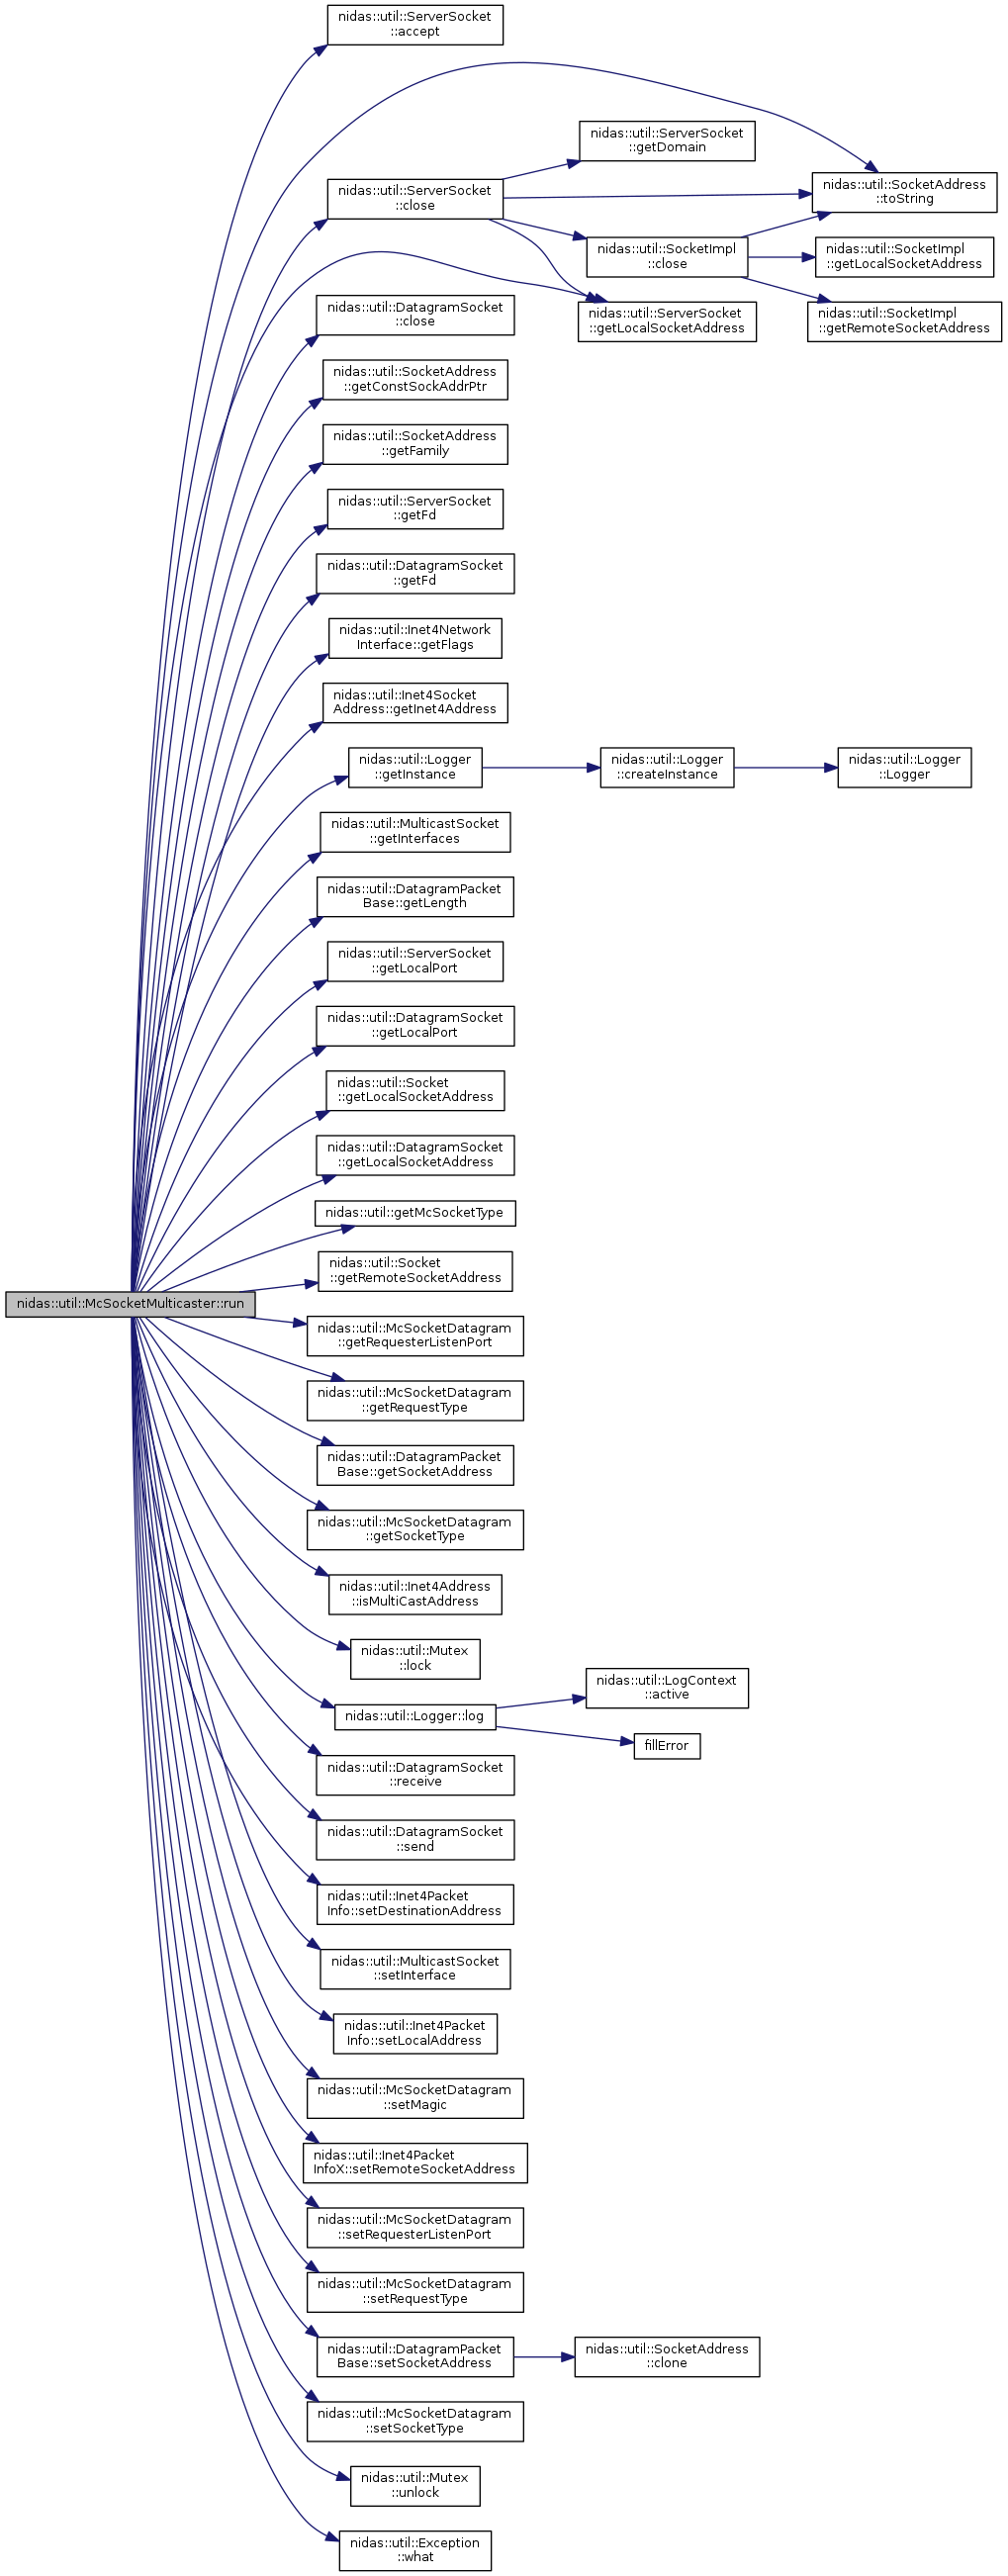 nidas::util::ServerSocket
::accept
nidas::util::ServerSocket
::getDomain
nidas::util::SocketAddress
::toString
nidas::util::ServerSocket
::close
nidas::util::SocketImpl
::close
nidas::util::SocketImpl
::getLocalSocketAddress
nidas::util::DatagramSocket
::close
nidas::util::ServerSocket
::getLocalSocketAddress
nidas::util::SocketImpl
::getRemoteSocketAddress
nidas::util::SocketAddress
::getConstSockAddrPtr
nidas::util::SocketAddress
::getFamily
nidas::util::ServerSocket
::getFd
nidas::util::DatagramSocket
::getFd
nidas::util::Inet4Network
Interface::getFlags
nidas::util::Inet4Socket
Address::getInet4Address
nidas::util::Logger
::getInstance
nidas::util::Logger
::createInstance
nidas::util::Logger
::Logger
nidas::util::MulticastSocket
::getInterfaces
nidas::util::DatagramPacket
Base::getLength
nidas::util::ServerSocket
::getLocalPort
nidas::util::DatagramSocket
::getLocalPort
nidas::util::Socket
::getLocalSocketAddress
nidas::util::DatagramSocket
::getLocalSocketAddress
nidas::util::getMcSocketType
nidas::util::Socket
::getRemoteSocketAddress
nidas::util::McSocketMulticaster::run
nidas::util::McSocketDatagram
::getRequesterListenPort
nidas::util::McSocketDatagram
::getRequestType
nidas::util::DatagramPacket
Base::getSocketAddress
nidas::util::McSocketDatagram
::getSocketType
nidas::util::Inet4Address
::isMultiCastAddress
nidas::util::Mutex
::lock
nidas::util::Logger::log
nidas::util::LogContext
::active
fillError
nidas::util::DatagramSocket
::receive
nidas::util::DatagramSocket
::send
nidas::util::Inet4Packet
Info::setDestinationAddress
nidas::util::MulticastSocket
::setInterface
nidas::util::Inet4Packet
Info::setLocalAddress
nidas::util::McSocketDatagram
::setMagic
nidas::util::Inet4Packet
InfoX::setRemoteSocketAddress
nidas::util::McSocketDatagram
::setRequesterListenPort
nidas::util::McSocketDatagram
::setRequestType
nidas::util::DatagramPacket
Base::setSocketAddress
nidas::util::SocketAddress
::clone
nidas::util::McSocketDatagram
::setSocketType
nidas::util::Mutex
::unlock
nidas::util::Exception
::what